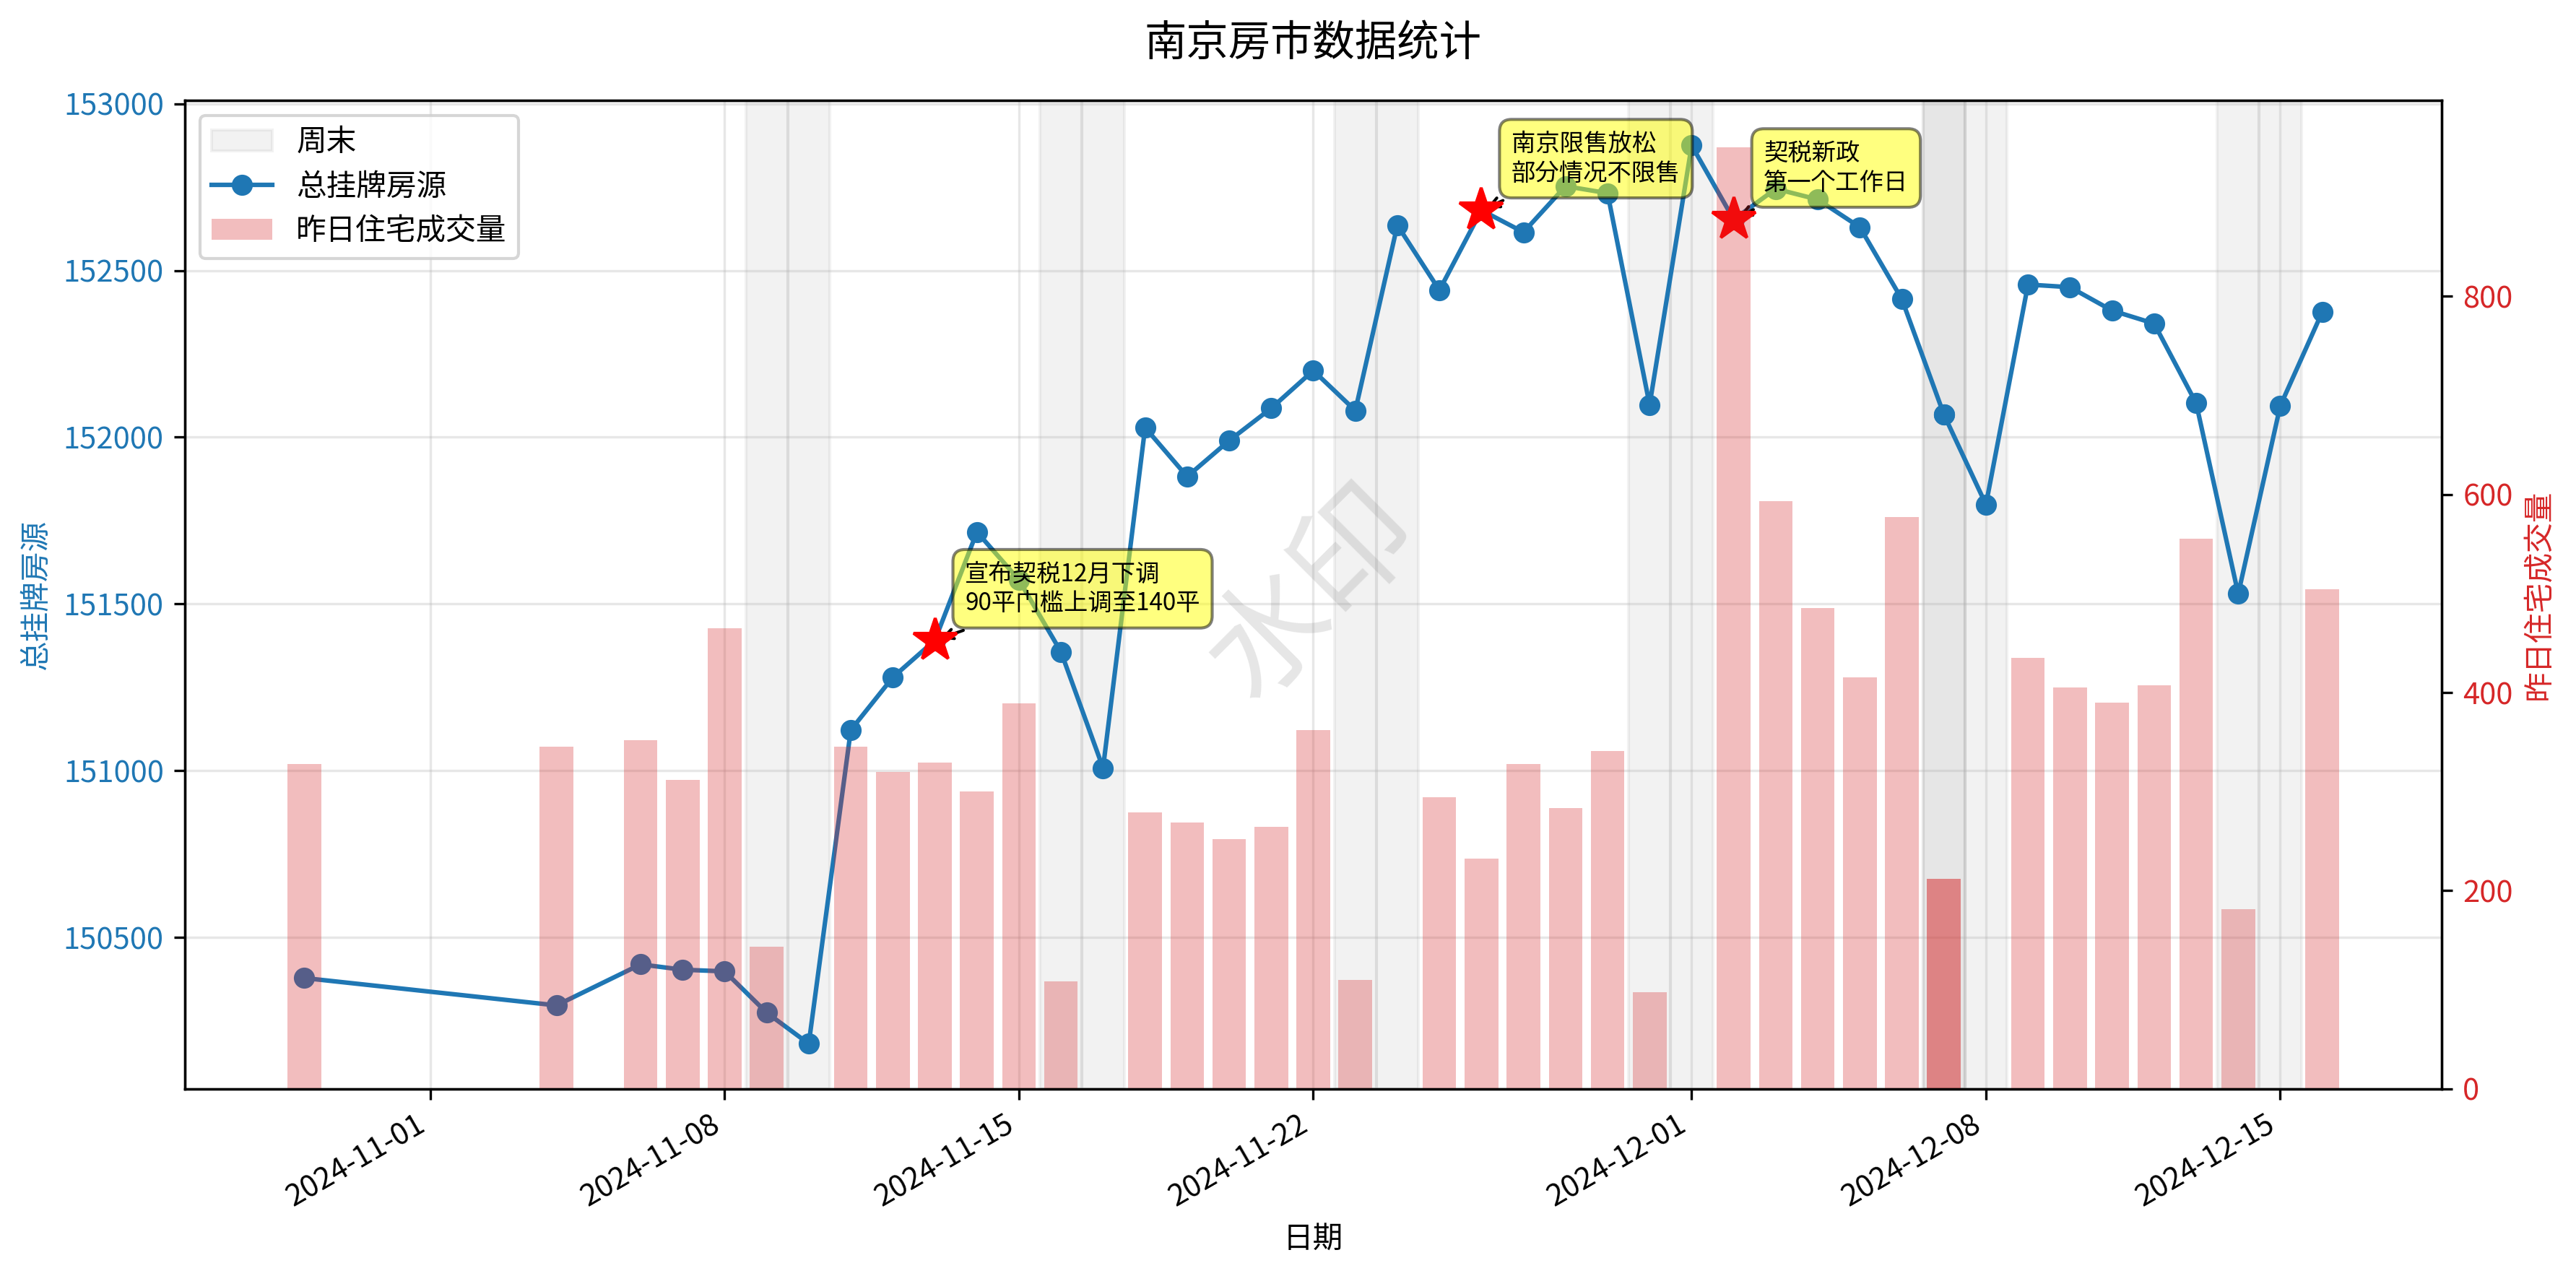 南京房市数据统计
153000
152500
152000
151500
151000
150500
总挂牌房源
周末
总挂牌房源
昨日住宅成交量
宣布契税12月下调
90平门槛上调至140平
南京限售放松
部分情况不限售
契税新政
第一个工作日
水印
800
600
400
200
0
昨日住宅成交量
2024-11-01
2024-11-08
2024-11-15
2024-11-22
2024-12-01
2024-12-08
2024-12-15
日期